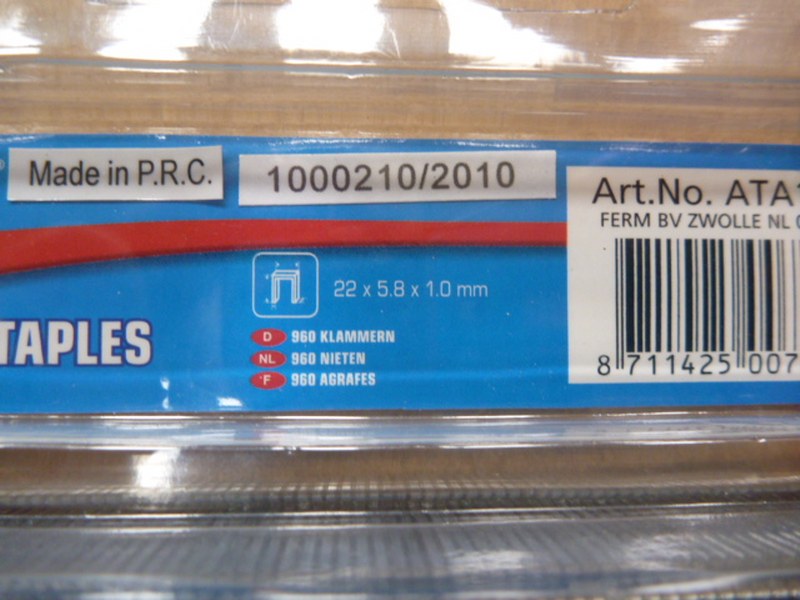 Made in P.R.C.
1000210/2010
Art.No. ATA
FERM BV ZWOLLE NL
22 x 5.8 x 1.0 mm
TAPLES
D 960 KLAMMERN
NL 960 NIETEN
F 960 AGRAFES
8 711425 007